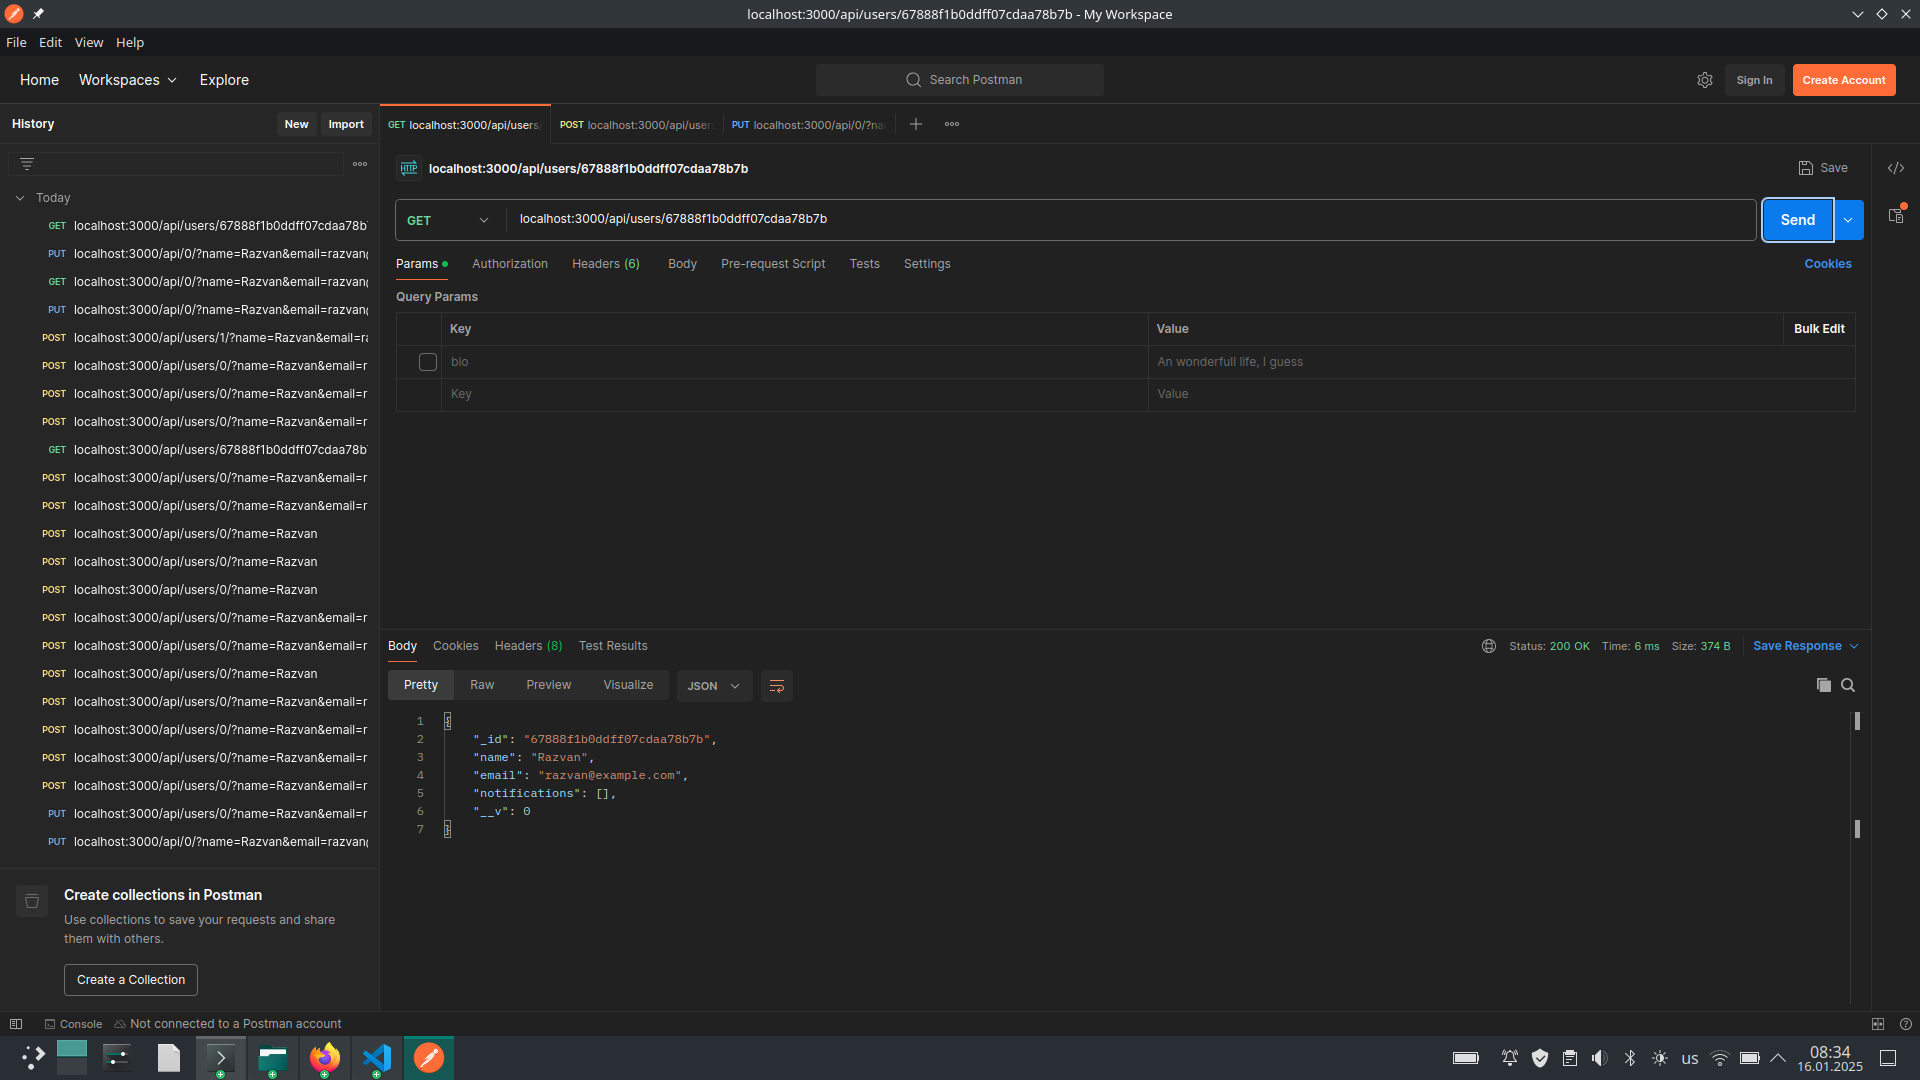 localhost:3000/api/users/67888f1b0ddff07cdaa78b7b - My Workspace
File Edit View Help
Home Workspaces Explore
Search Postman
Sign In
Create Account
History
New
Import
GET localhost:3000/api/users/
POST localhost:3000/api/user
PUT localhost:3000/api/0/?na
HTTP localhost:3000/api/users/67888f1b0ddff07cdaa78b7b
Save
Today
GET localhost:3000/api/users/67888f1b0ddff07cdaa78b
PUT localhost:3000/api/0/?name=Razvan&email=razvan
GET localhost:3000/api/0/?name=Razvan&email=razvan
PUT localhost:3000/api/0/?name=Razvan&email=razvan
POST localhost:3000/api/users/1/?name=Razvan&email=ra
POST localhost:3000/api/users/0/?name=Razvan&email=r
POST localhost:3000/api/users/0/?name=Razvan&email=r
POST localhost:3000/api/users/0/?name=Razvan&email=r
GET localhost:3000/api/users/67888f1b0ddff07cdaa78b
POST localhost:3000/api/users/0/?name=Razvan&email=r
POST localhost:3000/api/users/0/?name=Razvan&email=r
POST localhost:3000/api/users/0/?name=Razvan
POST localhost:3000/api/users/0/?name=Razvan
POST localhost:3000/api/users/0/?name=Razvan
POST localhost:3000/api/users/0/?name=Razvan&email=r
POST localhost:3000/api/users/0/?name=Razvan&email=r
POST localhost:3000/api/users/0/?name=Razvan
POST localhost:3000/api/users/0/?name=Razvan&email=r
POST localhost:3000/api/users/0/?name=Razvan&email=r
POST localhost:3000/api/users/0/?name=Razvan&email=r
POST localhost:3000/api/users/0/?name=Razvan&email=r
PUT localhost:3000/api/users/0/?name=Razvan&email=r
PUT localhost:3000/api/0/?name=Razvan&email=razvan
Create collections in Postman
Use collections to save your requests and share
them with others.
Create a Collection
GET localhost:3000/api/users/67888f1b0ddff07cdaa78b7b
Send
Params Authorization Headers (6) Body Pre-request Script Tests Settings
Cookies
Query Params
Key Value Bulk Edit
bio An wonderfull life, I guess
Key Value
Body Cookies Headers (8) Test Results
Status: 200 OK Time: 6 ms Size: 374 B
Save Response
Pretty Raw Preview Visualize JSON
1 {
2 "_id": "67888f1b0ddff07cdaa78b7b",
3 "name": "Razvan",
4 "email": "razvan@example.com",
5 "notifications": [],
6 "__v": 0
7 }
Console Not connected to a Postman account
us
08:34
16.01.2025